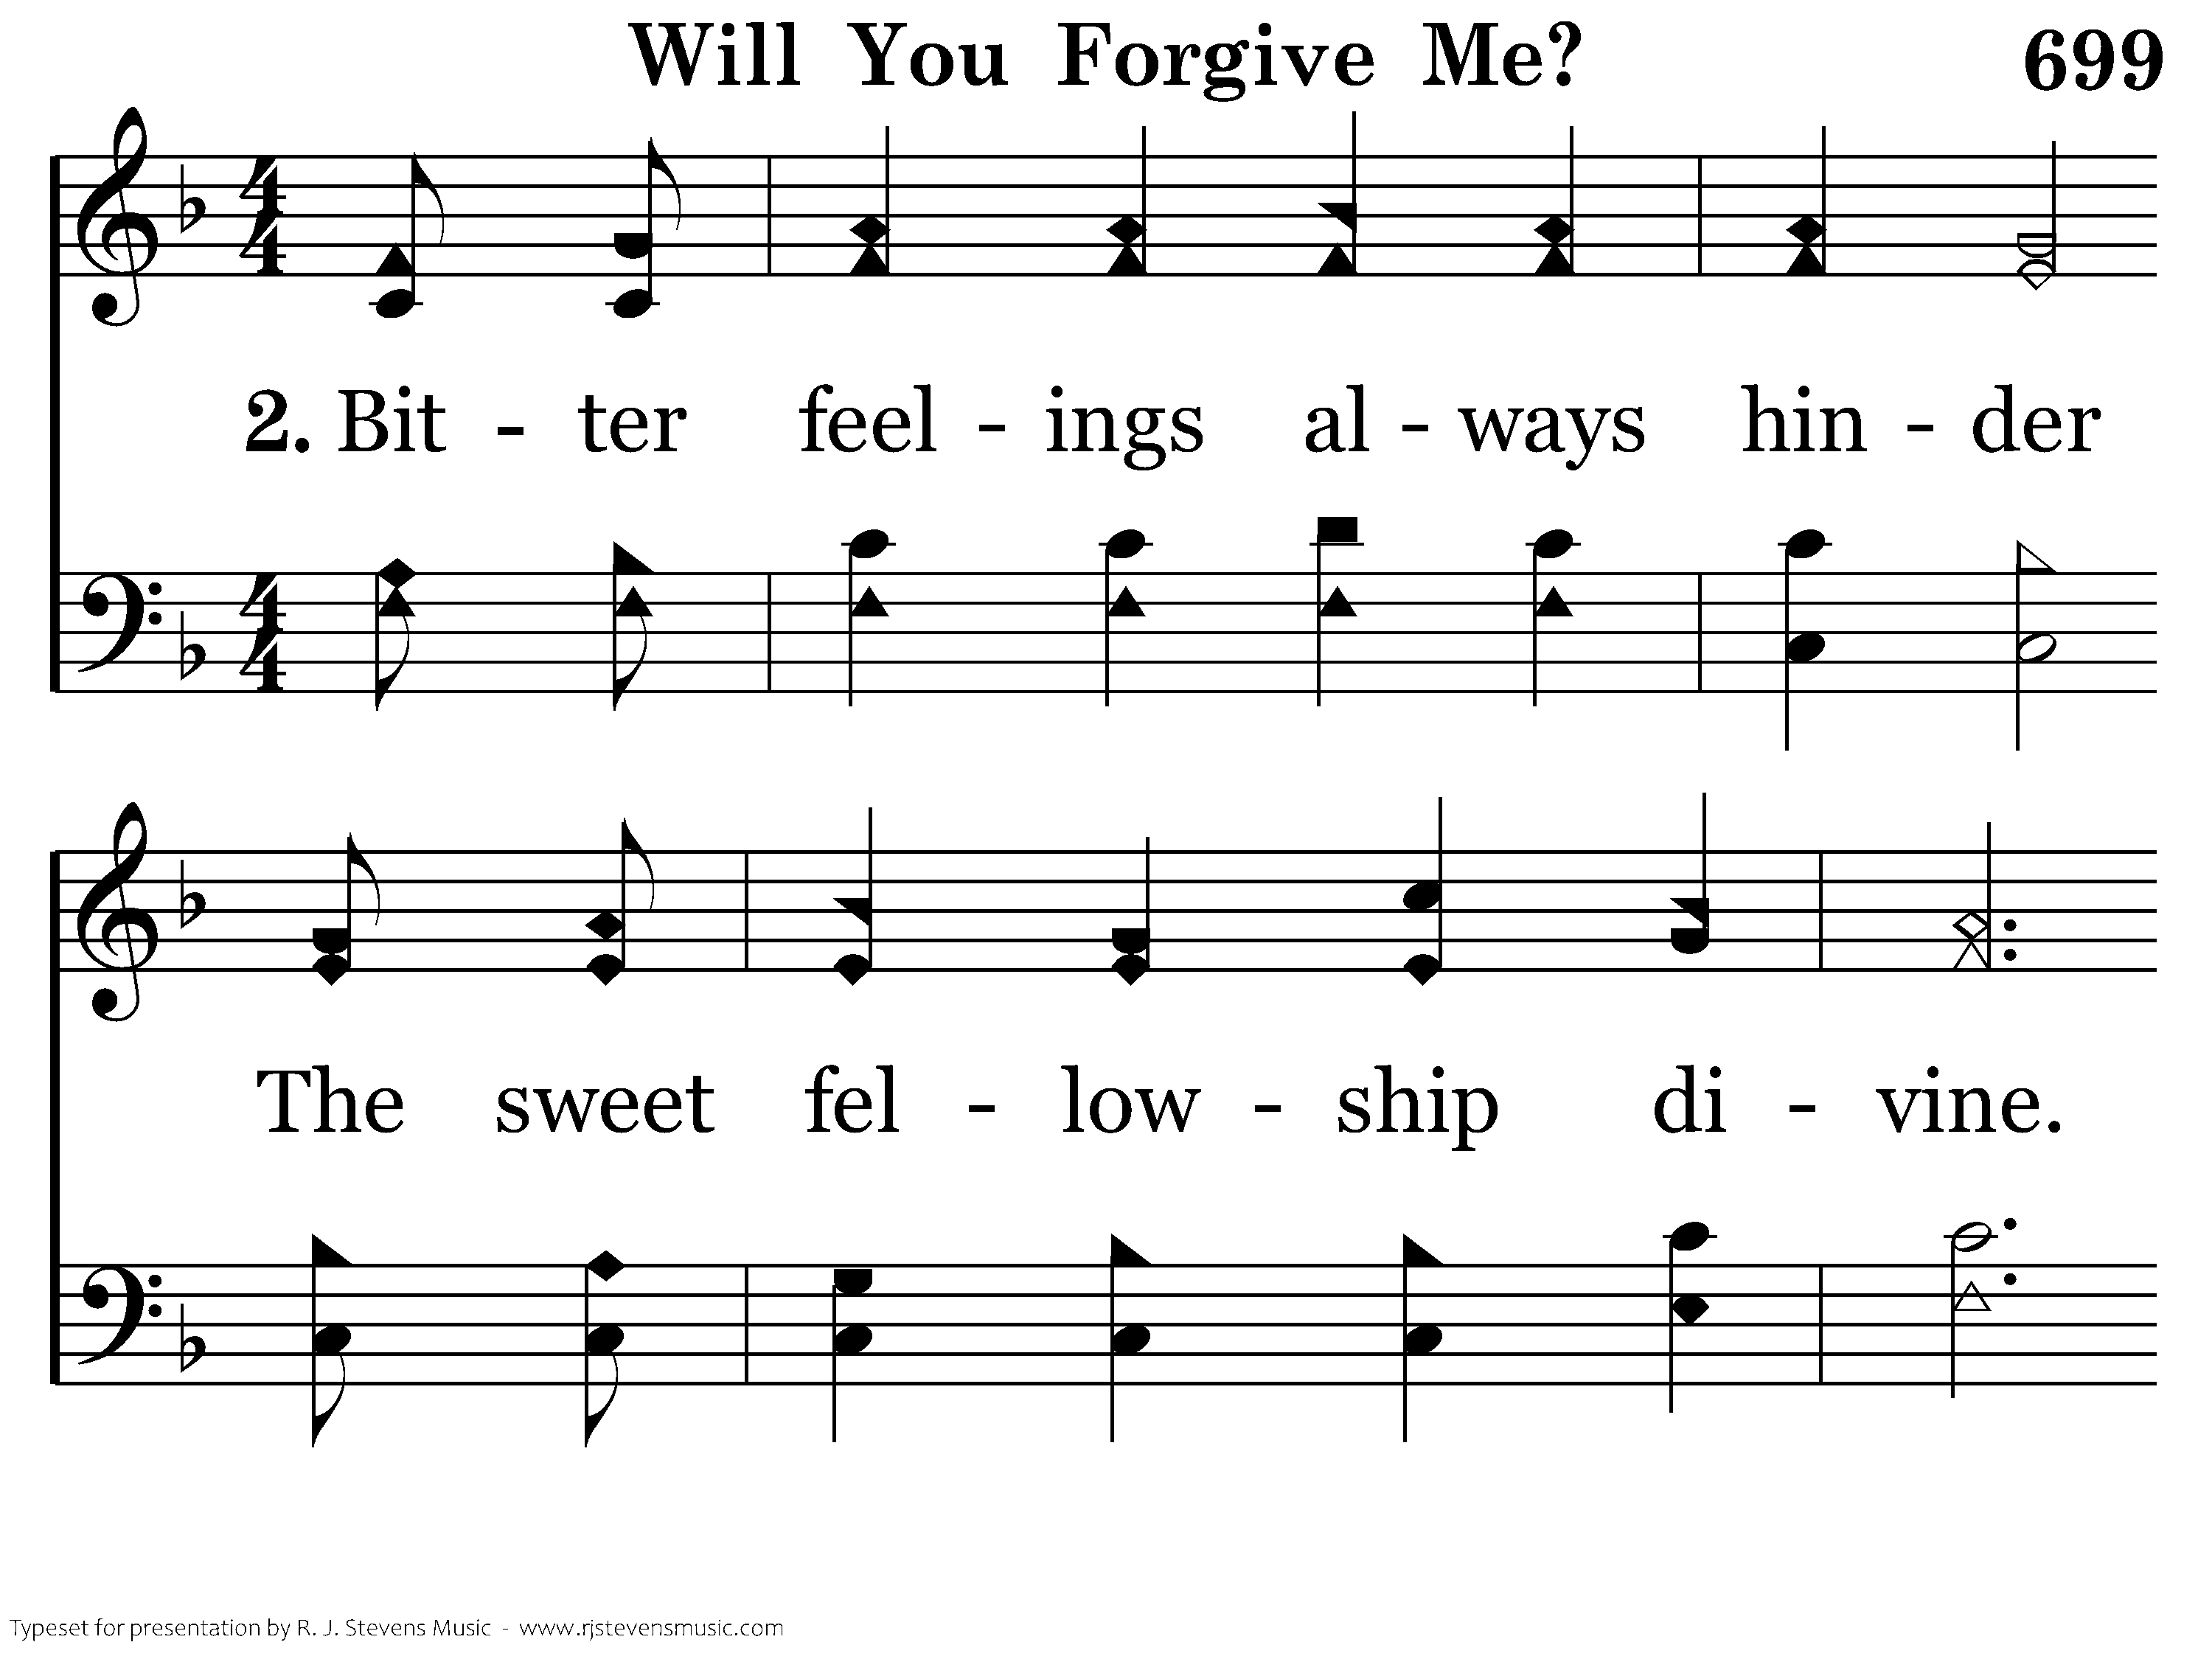 Will You Forgive Me? 699
2. Bit - ter feel - ings al - ways hin - der
The sweet fel - low - ship di - vine.
Typeset for presentation by R. J. Stevens Music - www.rjstevensmusic.com